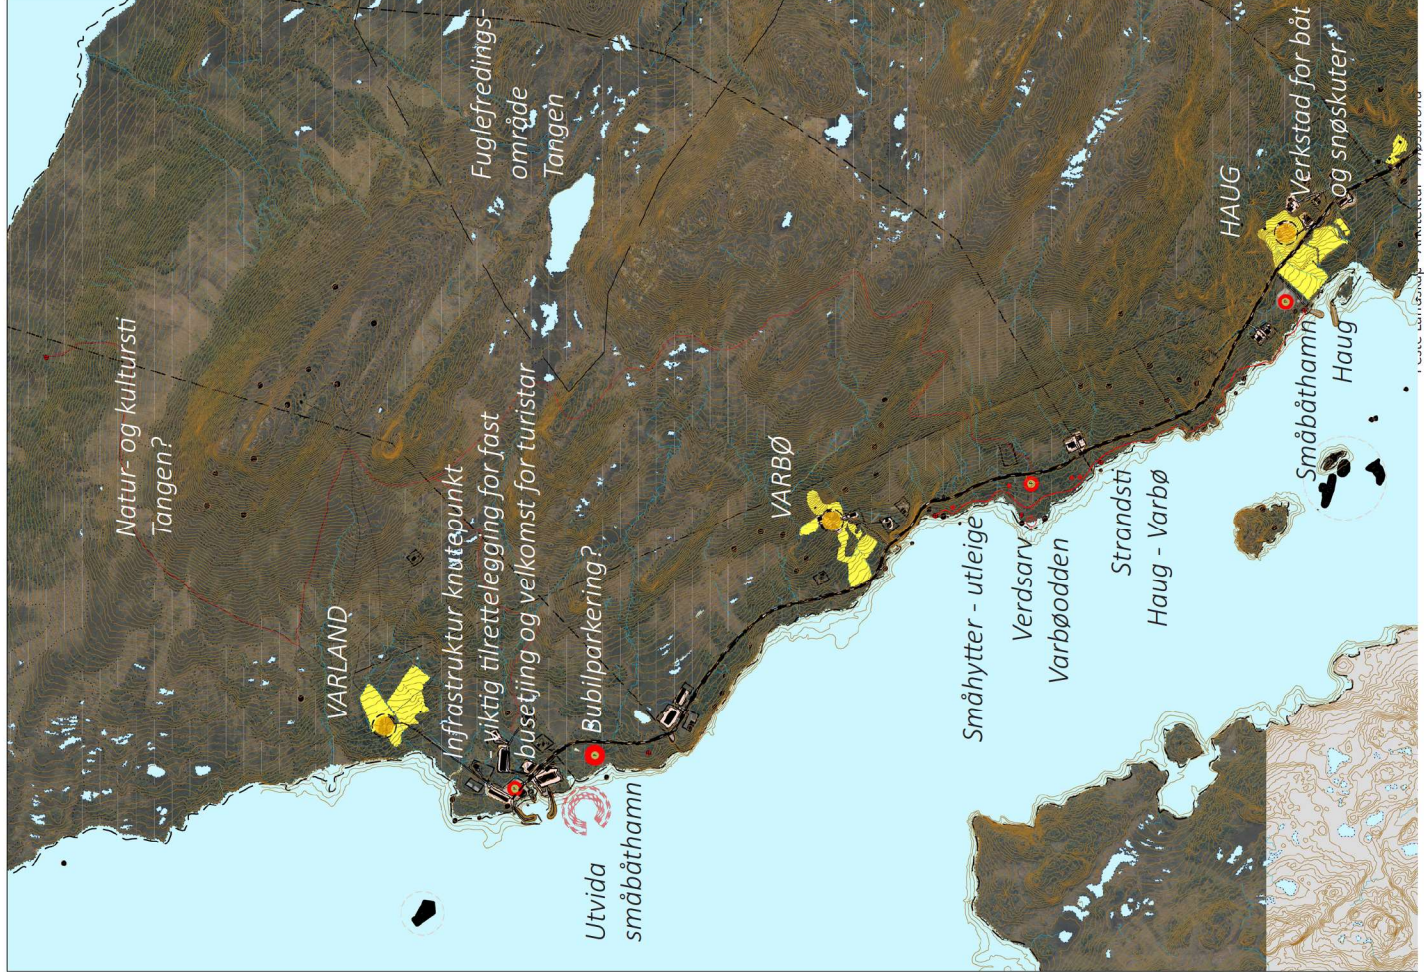 Natur- og kultursti
Tangen?
VARLAND
Infrastruktur knutepunkt
viktig tilrettelegging for fast
busetjing og velkomst for turistar
Bubilparkering?
Utvida
småbåthamn
Fuglefredings-
område
Tangen
VARBØ
Småhytter - utleige
Verdsarv
Varbøodden
Strandsti
Haug - Varbø
HAUG
Verkstad for båt
og snøskuter
Småbåthamn
Haug